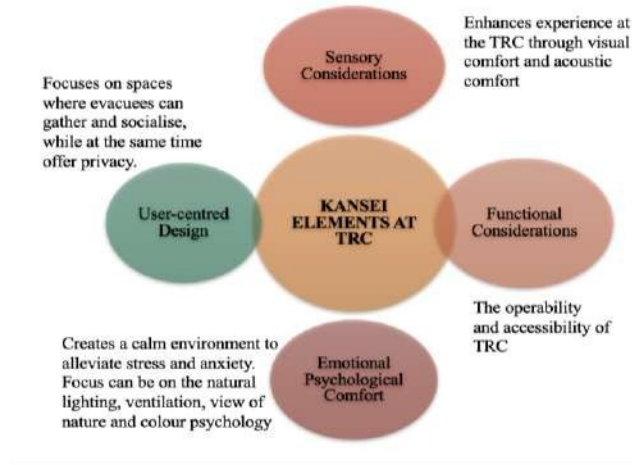 Sensory
Considerations
Enhances experience at
the TRC through visual
comfort and acoustic
comfort
Focuses on spaces
where evacuees can
gather and socialise,
while at the same time
offer privacy.
User-centred
Design
KANSEI
ELEMENTS AT
TRC
Functional
Considerations
The operability
and accessibility of
TRC
Creates a calm environment to
alleviate stress and anxiety.
Focus can be on the natural
lighting, ventilation, view of
nature and colour psychology
Emotional
Psychological
Comfort